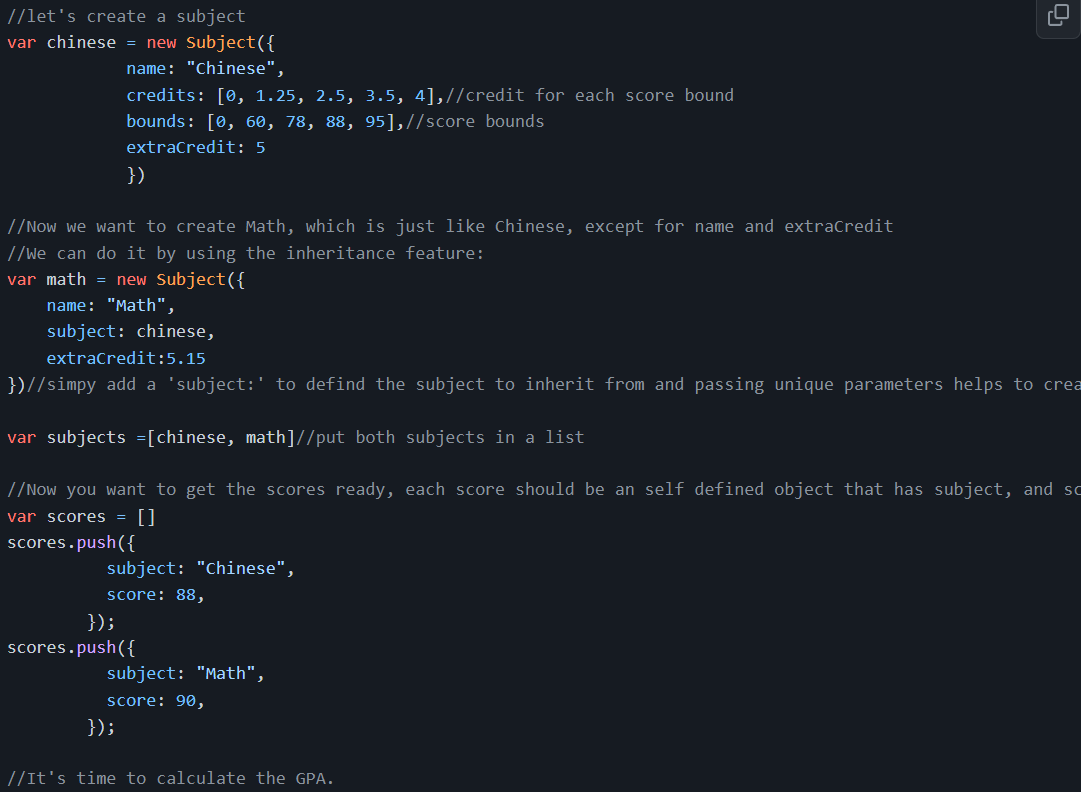 //let's create a subject
var chinese = new Subject({
            name: "Chinese",
            credits: [0, 1.25, 2.5, 3.5, 4],//credit for each score bound
            bounds: [0, 60, 78, 88, 95],//score bounds
            extraCredit: 5
            })

//Now we want to create Math, which is just like Chinese, except for name and extraCredit
//We can do it by using the inheritance feature:
var math = new Subject({
    name: "Math",
    subject: chinese,
    extraCredit:5.15
})//simpy add a 'subject:' to defind the subject to inherit from and passing unique parameters helps to

var subjects =[chinese, math]//put both subjects in a list

//Now you want to get the scores ready, each score should be an self defined object that has subject, and
var scores = []
scores.push({
          subject: "Chinese",
          score: 88,
        });
scores.push({
          subject: "Math",
          score: 90,
        });

//It's time to calculate the GPA.